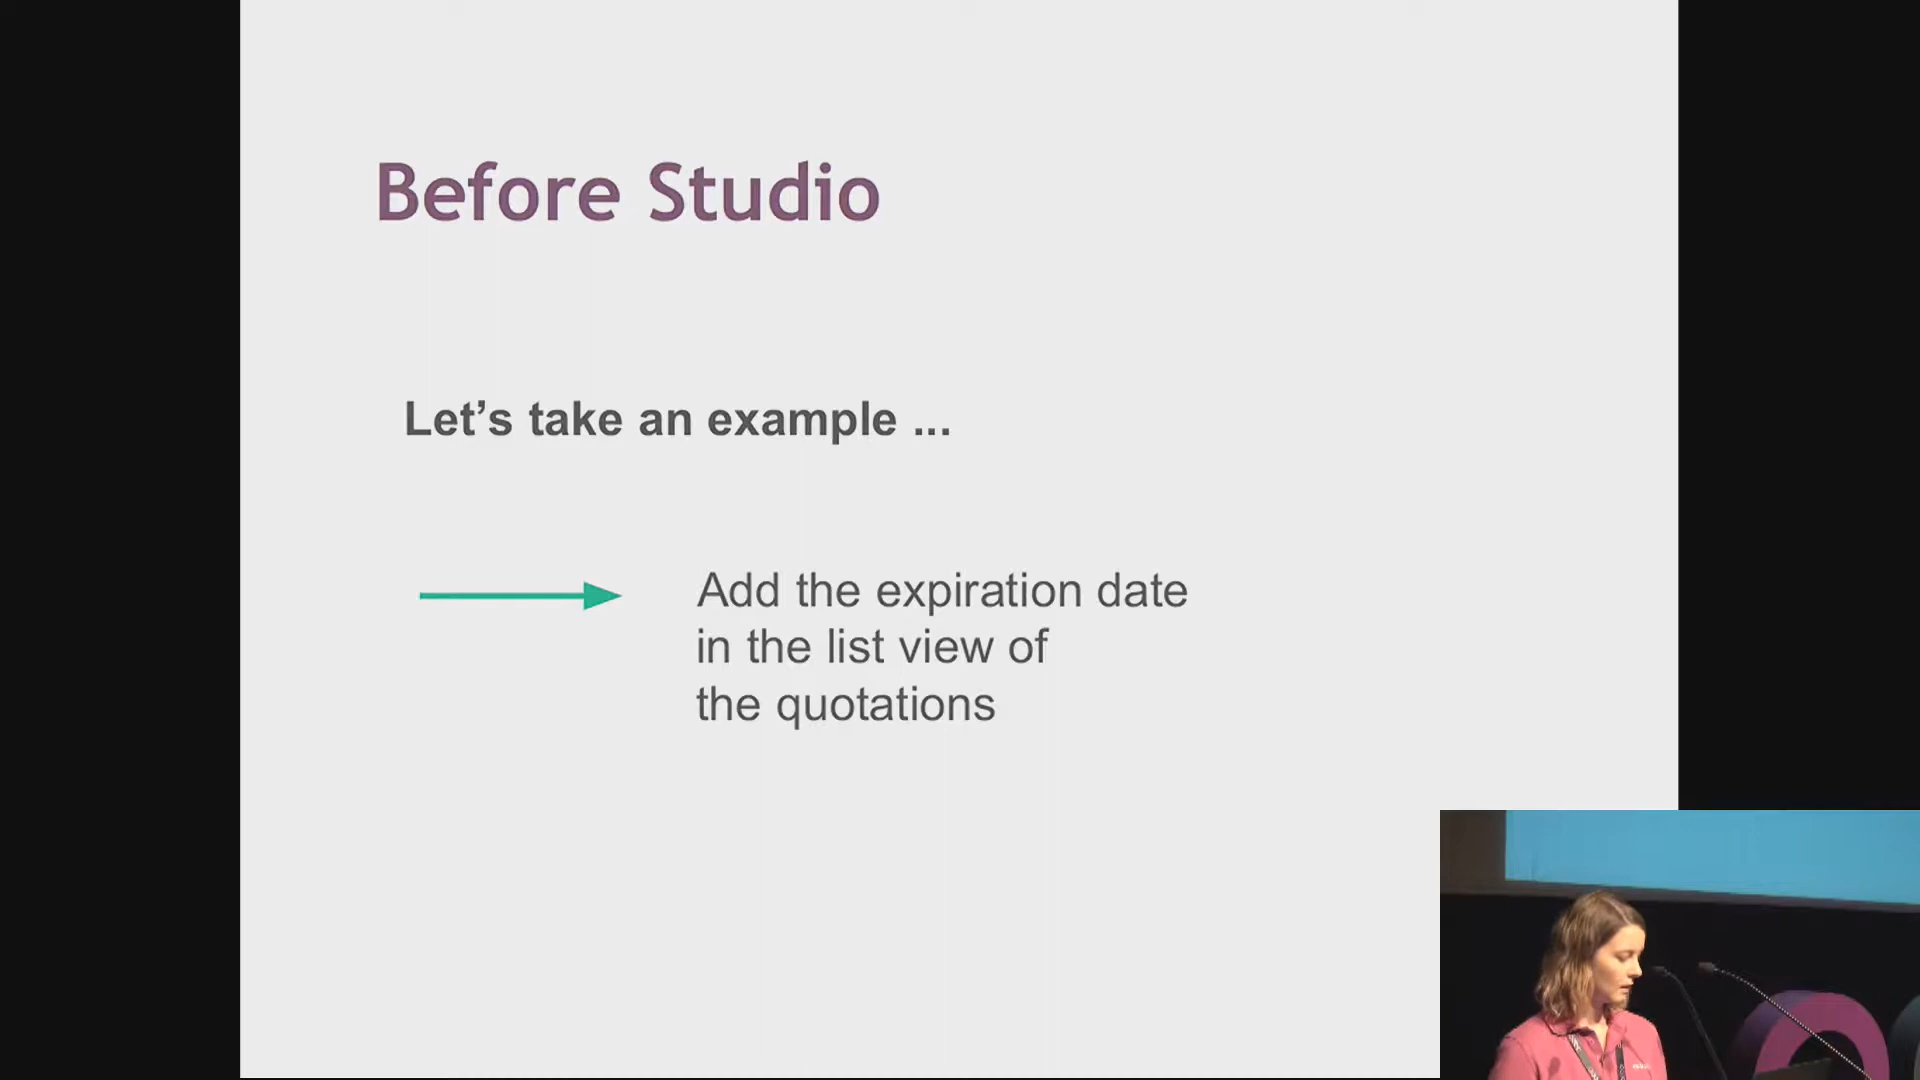 Before Studio
Let’s take an example ...
Add the expiration date
in the list view of
the quotations